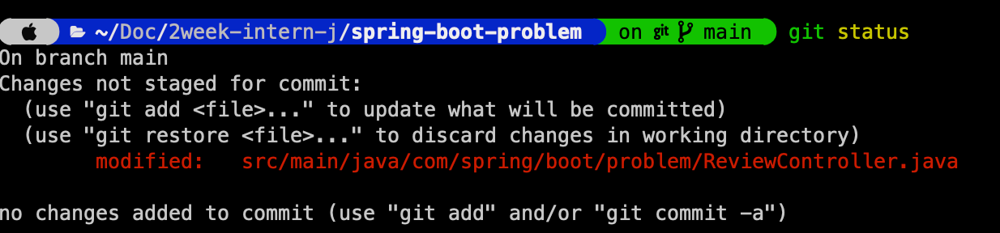 ~/Doc/2week-intern-j/spring-boot-problem on git main git status
On branch main
Changes not staged for commit:
(use "git add <file>..." to update what will be committed)
(use "git restore <file>..." to discard changes in working directory)
modified: src/main/java/com/spring/boot/problem/ReviewController.java
no changes added to commit (use "git add" and/or "git commit -a")